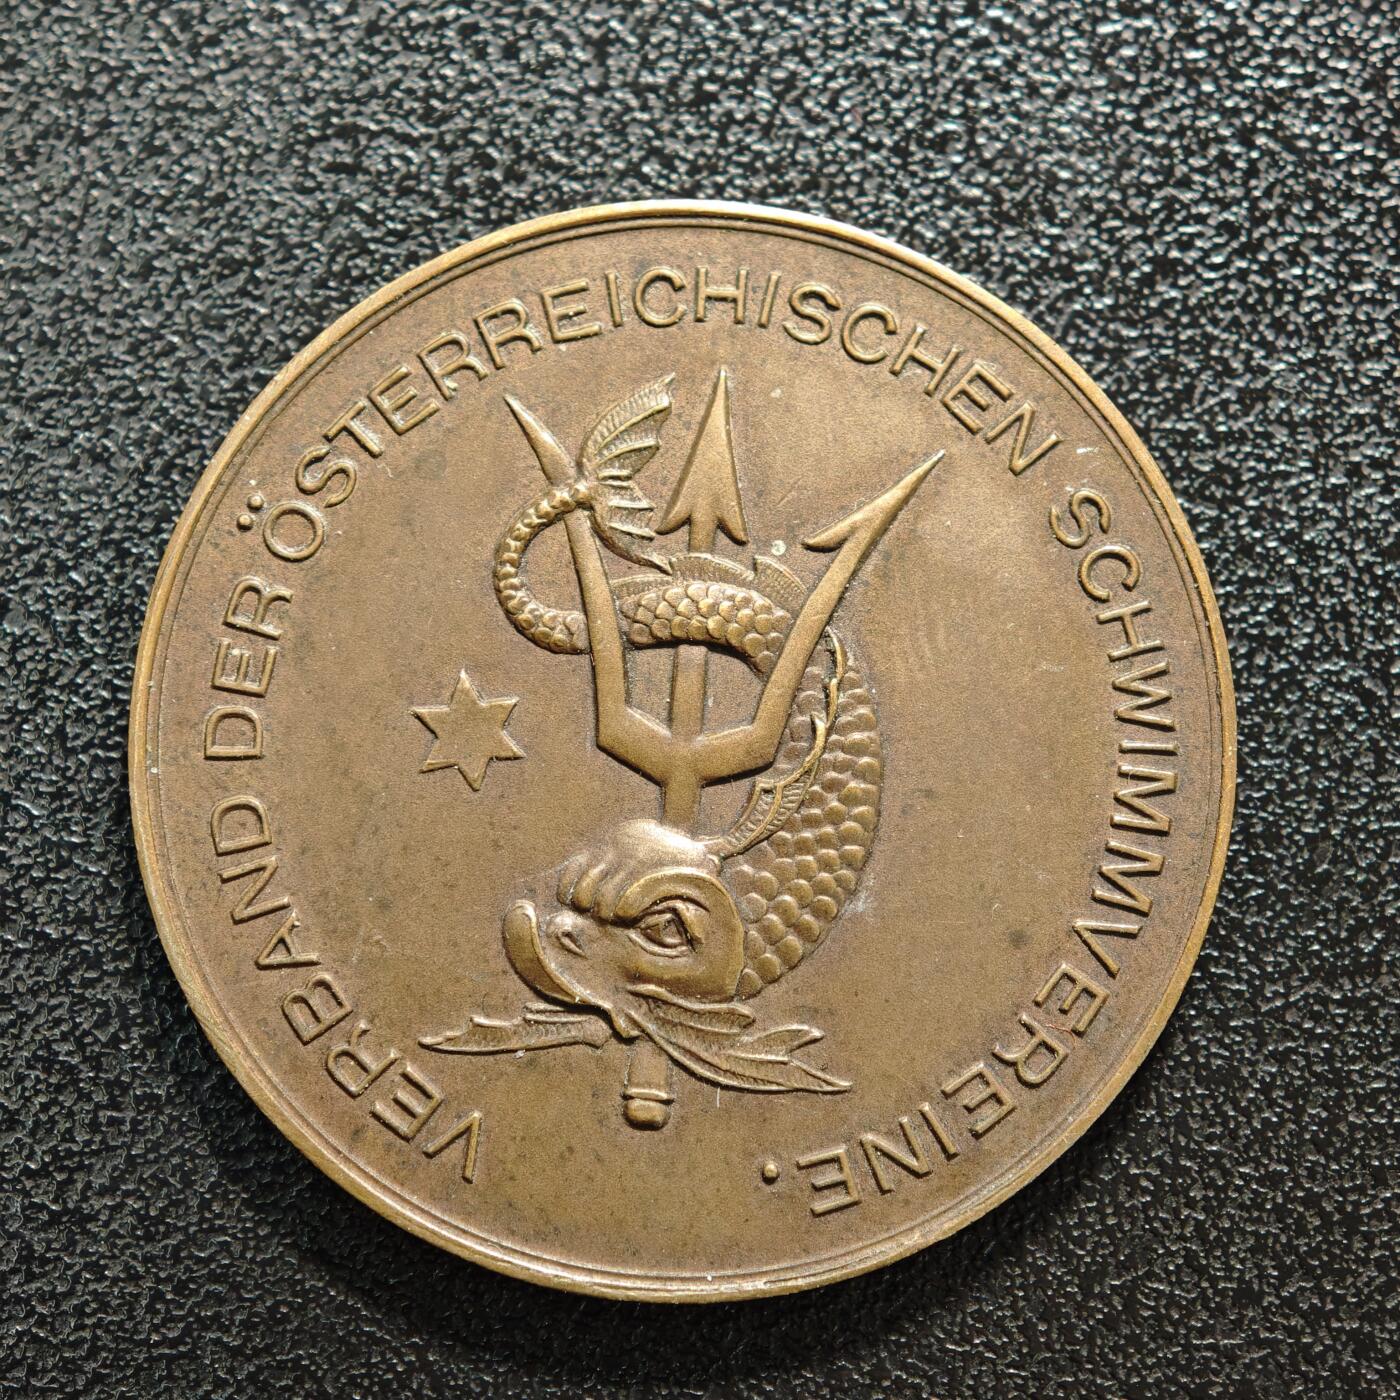 VERBAND DER ÖSTERREICHISCHEN SCHWIMMVEREINE.